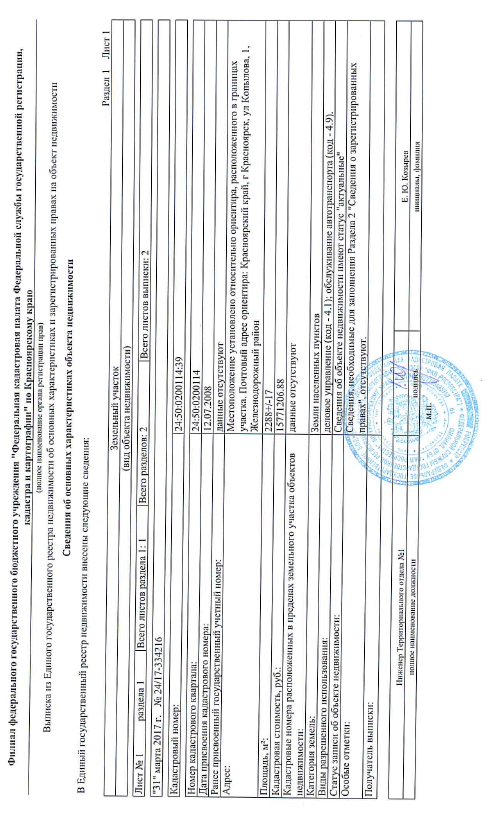 Филиал федерального государственного бюджетного учреждения "Федеральная кадастровая палата Федеральной службы государственной регистрации,
кадастра и картографии" по Красноярскому краю
(полное наименование органа регистрации прав)
Выписка из Единого государственного реестра недвижимости об основных характеристиках и зарегистрированных правах на объект недвижимости
Сведения об основных характеристиках объекта недвижимости
В Единый государственный реестр недвижимости внесены следующие сведения:
Раздел 1 Лист 1
Земельный участок
(вид объекта недвижимости)
Лист № 1 раздела 1 Всего листов раздела 1: 1 Всего разделов: 2 Всего листов выписки: 2
"31" марта 2017 г. № 24/17-334216
Кадастровый номер: 24:50:0200114:39
Номер кадастрового квартала: 24:50:0200114
Дата присвоения кадастрового номера: 12.07.2008
Ранее присвоенный государственный учетный номер: данные отсутствуют
Адрес: Местоположение установлено относительно ориентира, расположенного в границах
участка. Почтовый адрес ориентира: Красноярский край, г Красноярск, ул Копылова, 1,
Железнодорожный район
Площадь, м²: 2288+/-17
Кадастровая стоимость, руб.: 15771206.88
Кадастровые номера расположенных в пределах земельного участка объектов данные отсутствуют
недвижимости:
Категория земель: Земли населенных пунктов
Виды разрешенного использования: деловое управление (код - 4.1); обслуживание автотранспорта (код - 4.9).
Статус записи об объекте недвижимости: Сведения об объекте недвижимости имеют статус "актуальные"
Особые отметки: Сведения, необходимые для заполнения Раздела 2 "Сведения о зарегистрированных
правах", отсутствуют.
Получатель выписки:
Инженер Территориального отдела №1 Е. Ю. Козырев
полное наименование должности подпись инициалы, фамилия
М.П.